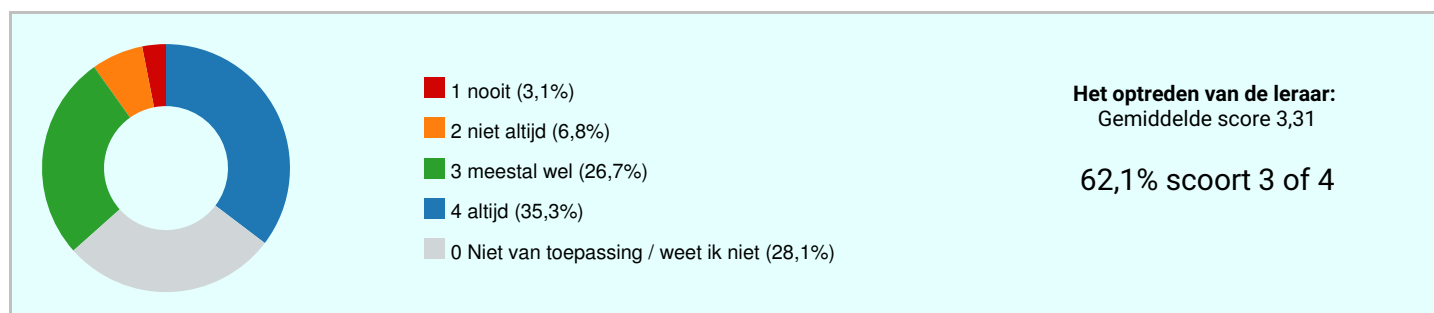 1 nooit (3,1%)
2 niet altijd (6,8%)
3 meestal wel (26,7%)
4 altijd (35,3%)
0 Niet van toepassing / weet ik niet (28,1%)
Het optreden van de leraar:
Gemiddelde score 3,31
62,1% scoort 3 of 4